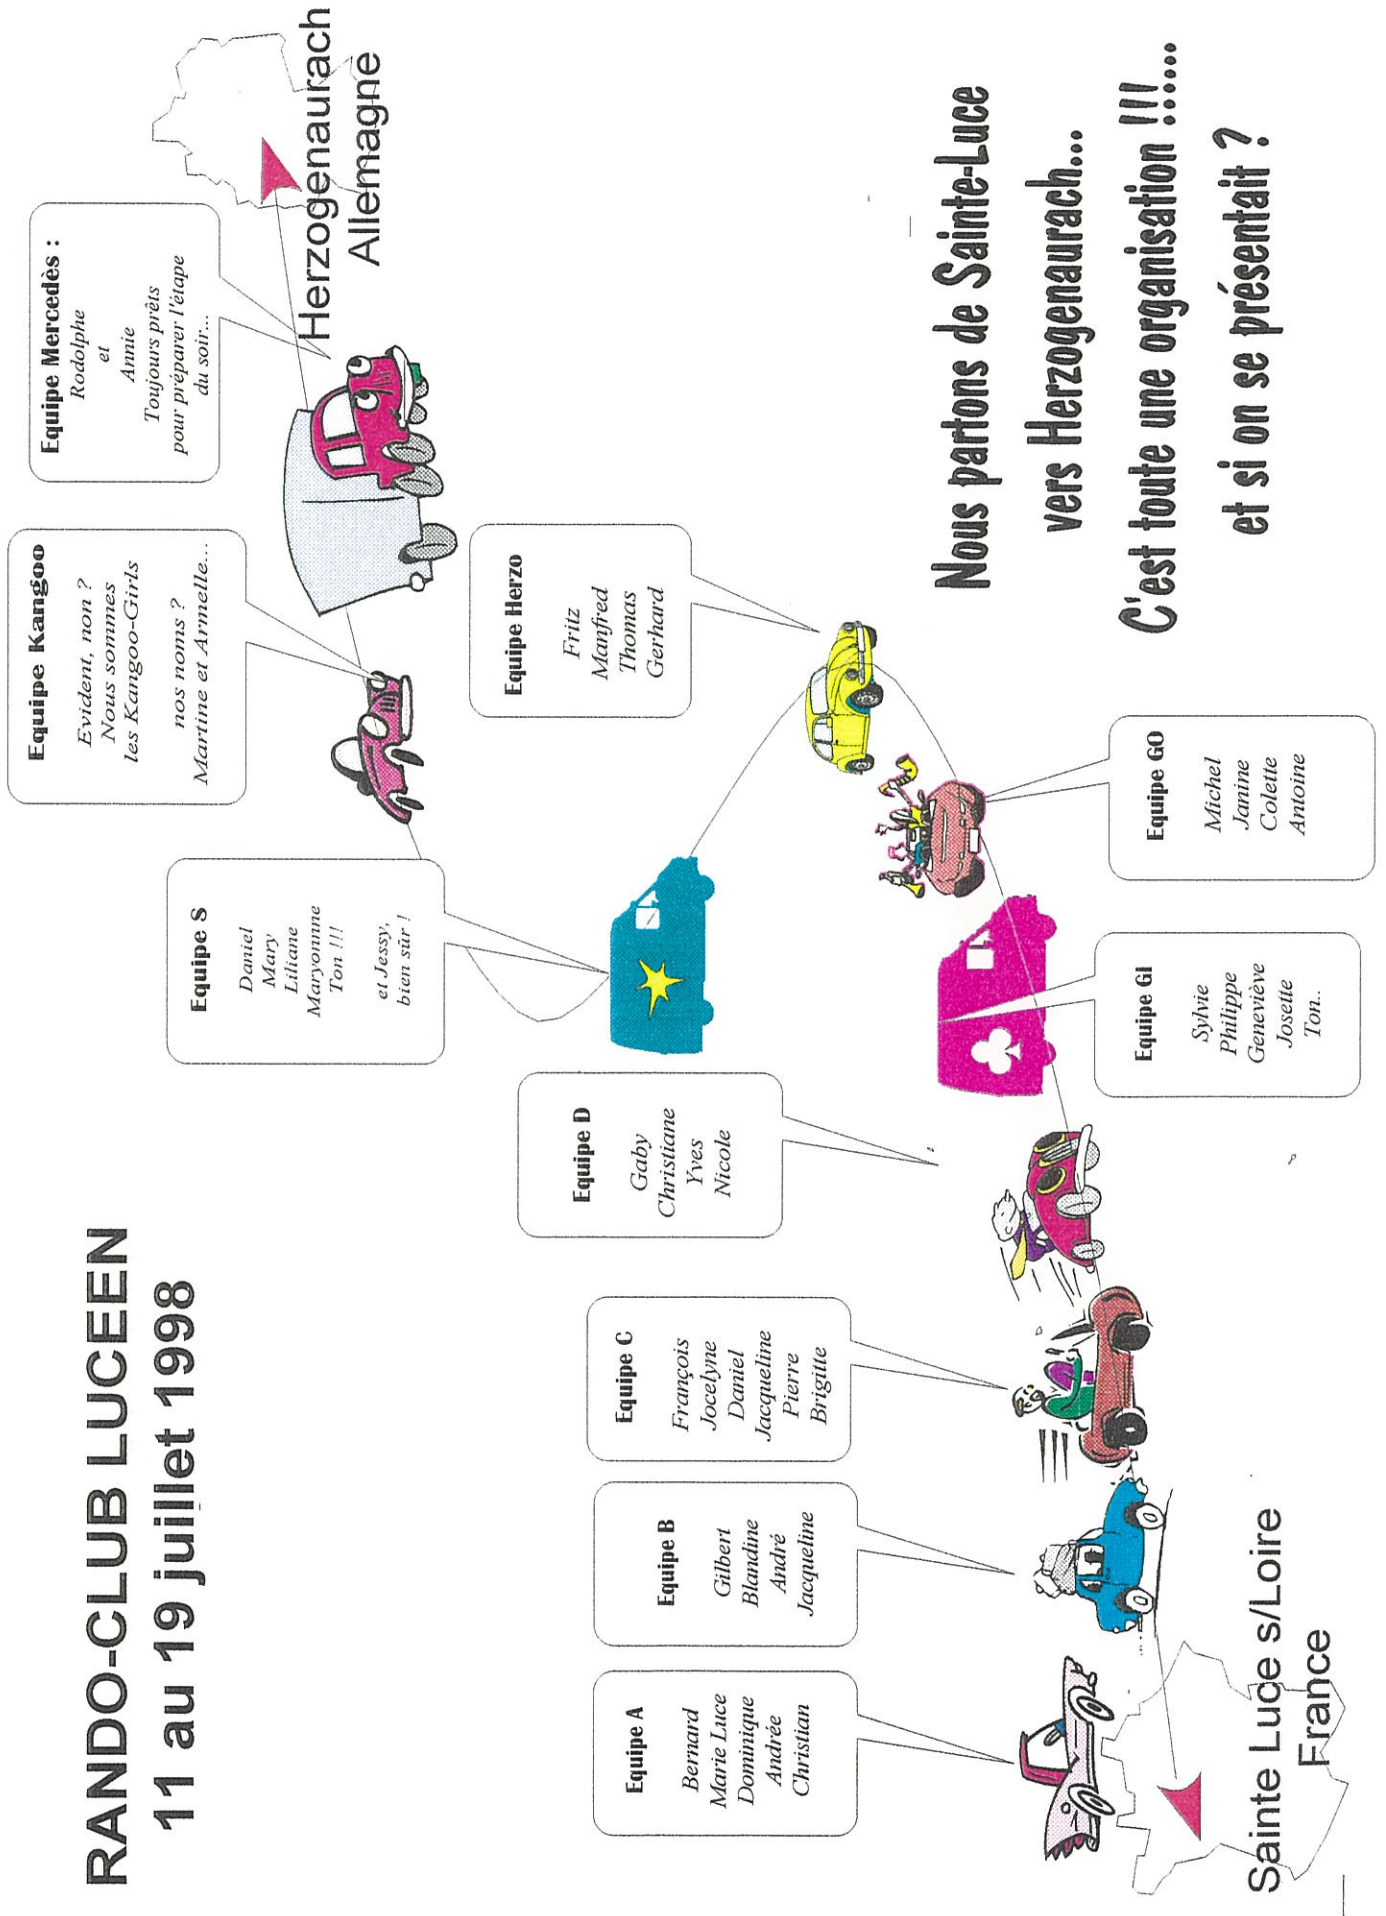 RANDO-CLUB LUCEEN
11 au 19 juillet 1998
Equipe Mercedès :
Rodolphe
et
Annie
Toujours prêts
pour préparer l'étape
du soir...
Herzogenaurach
Allemagne
Equipe Kangoo
Evident, non ?
Nous sommes
les Kangoo-Girls
nos noms ?
Martine et Armelle...
Equipe S
Daniel
Mary
Liliane
Maryonnne
Ton !!!
et Jessy,
bien sûr !
Equipe Herzo
Fritz
Manfred
Thomas
Gerhard
Equipe D
Gaby
Christiane
Yves
Nicole
Equipe C
François
Jocelyne
Daniel
Jacqueline
Pierre
Brigitte
Equipe B
Gilbert
Blandine
André
Jacqueline
Equipe A
Bernard
Marie Luce
Dominique
Andrée
Christian
Equipe GO
Michel
Janine
Colette
Antoine
Equipe GI
Sylvie
Philippe
Geneviève
Josette
Ton..
Nous partons de Sainte-Luce
vers Herzogenaurach...
C'est toute une organisation !!!.....
et si on se présentait ?
Sainte Luce s/Loire
France